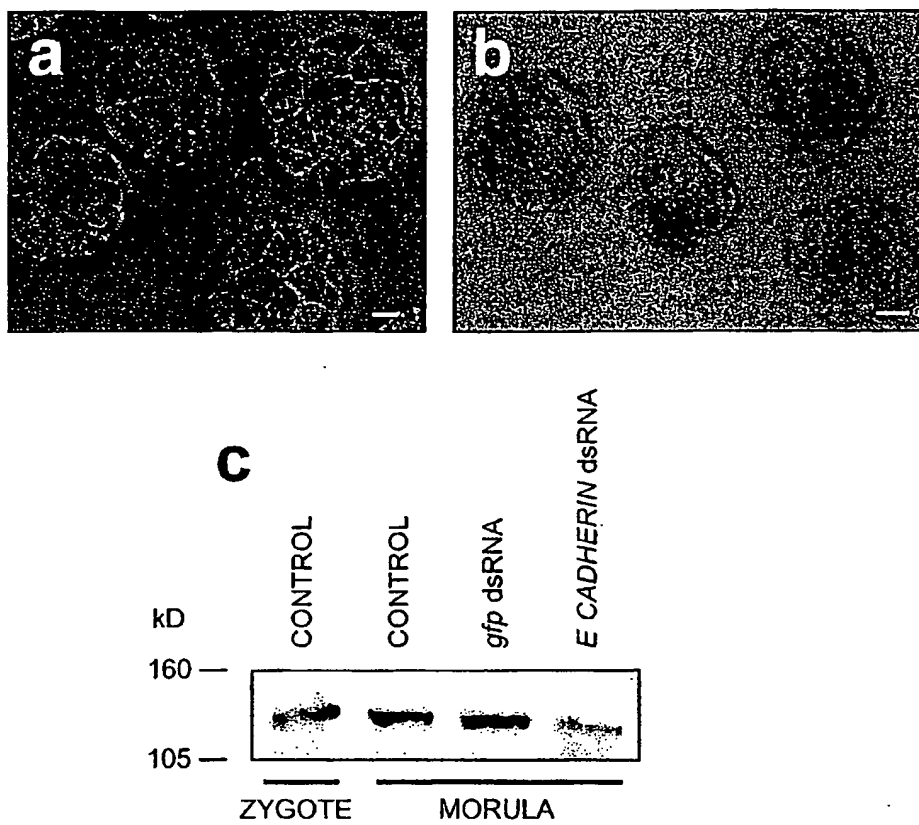 a
b
c
kD
CONTROL
CONTROL
gfp dsRNA
E CADHERIN dsRNA
160
105
ZYGOTE
MORULA